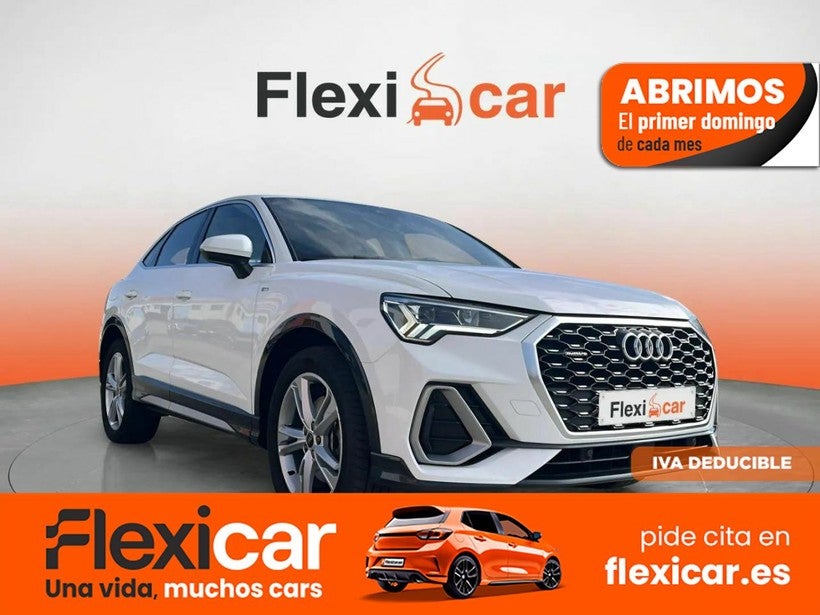 Flexicar
ABRIMOS
El primer domingo
de cada mes
quattro
Flexicar
IVA DEDUCIBLE
Flexicar
Una vida, muchos cars
pide cita en
flexicar.es